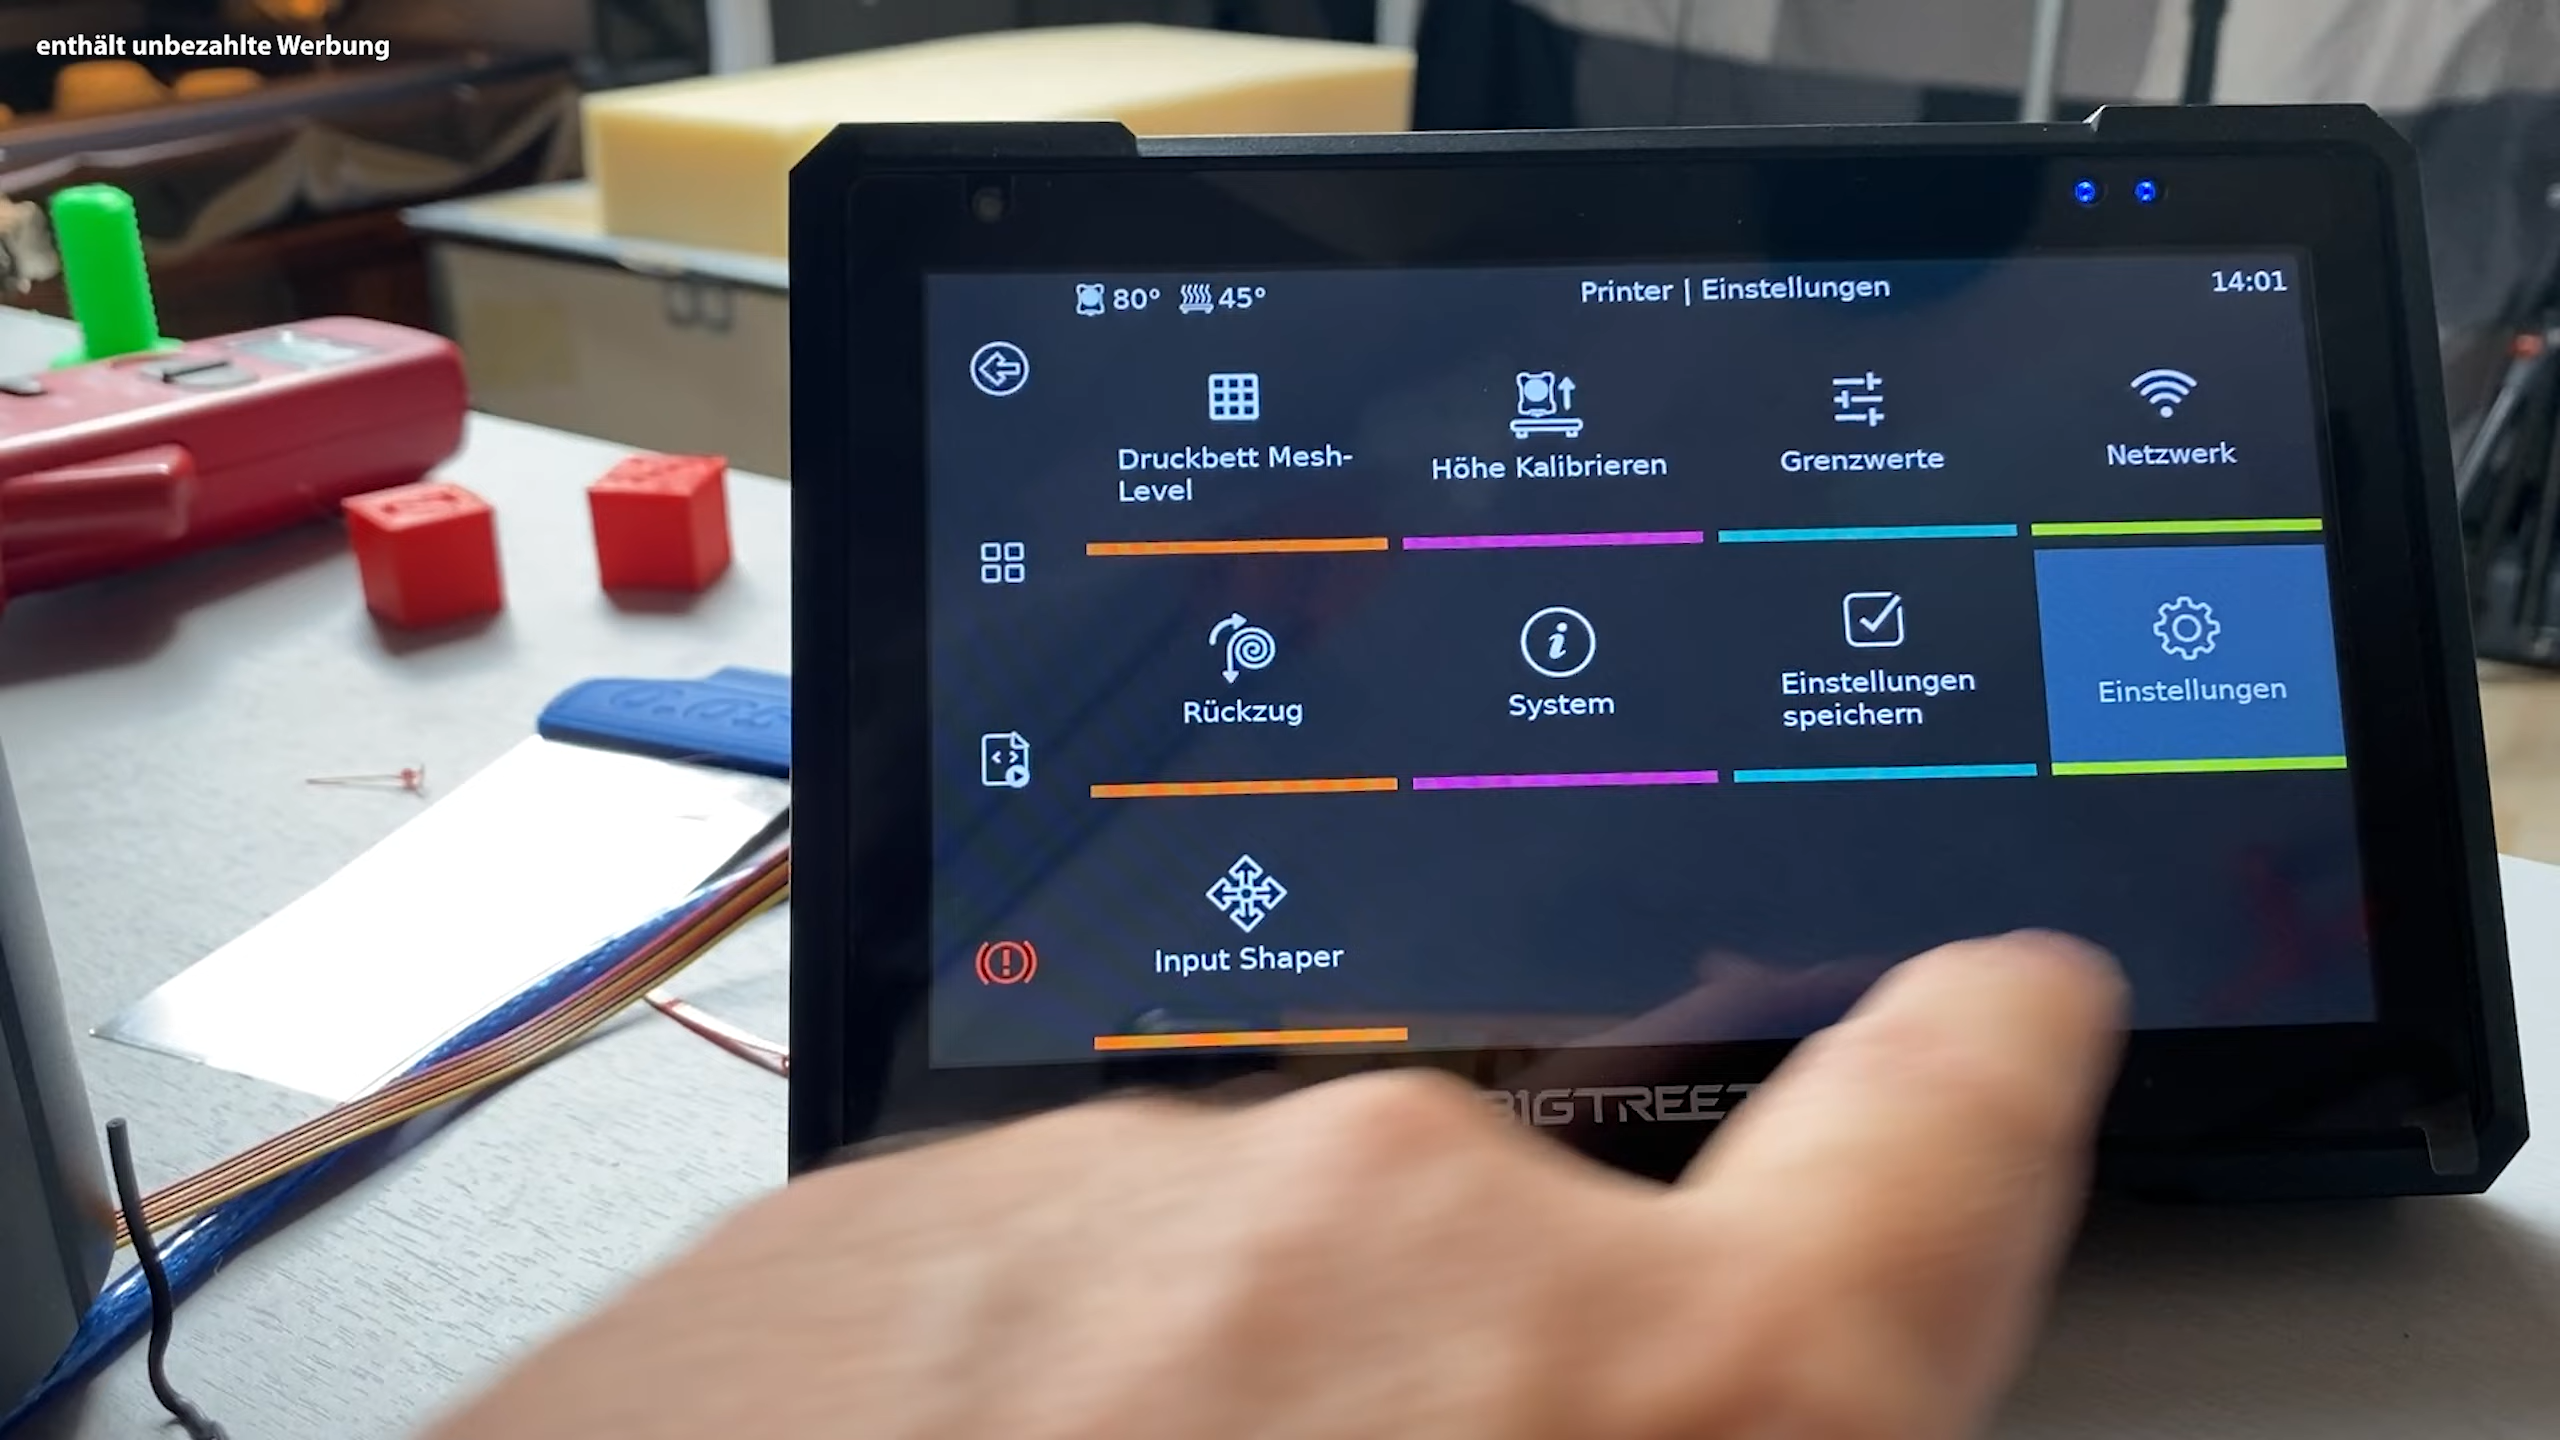 enthält unbezahlte Werbung
80° 45°
Printer | Einstellungen
14:01
Druckbett Mesh-
Level
Höhe Kalibrieren
Grenzwerte
Netzwerk
Rückzug
System
Einstellungen
speichern
Einstellungen
Input Shaper
BIGTREET